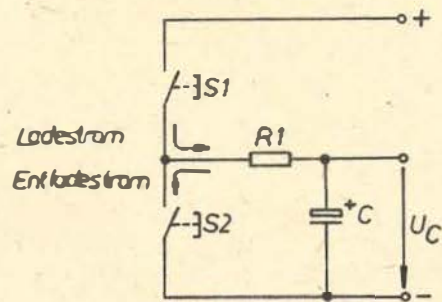 +
S1
Ladestrom
R1
Entladestrom
+
C
S2
U_C
-